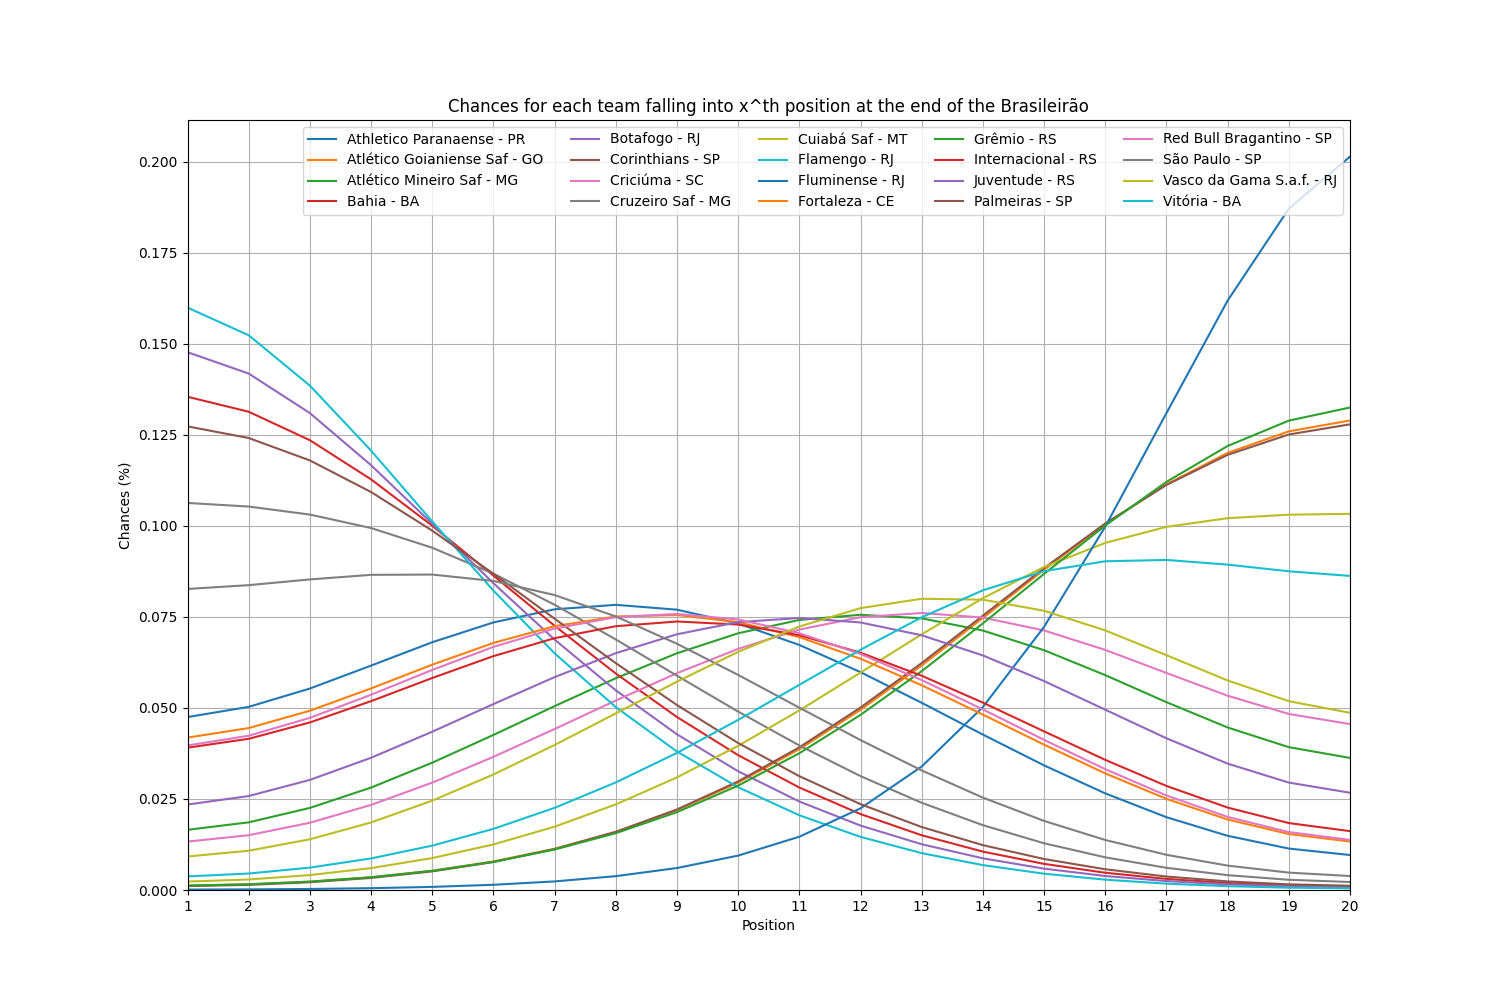 Chances for each team falling into x^th position at the end of the Brasileirão
Athletico Paranaense - PR
Atlético Goianiense Saf - GO
Atlético Mineiro Saf - MG
Bahia - BA
Botafogo - RJ
Corinthians - SP
Criciúma - SC
Cruzeiro Saf - MG
Cuiabá Saf - MT
Flamengo - RJ
Fluminense - RJ
Fortaleza - CE
Grêmio - RS
Internacional - RS
Juventude - RS
Palmeiras - SP
Red Bull Bragantino - SP
São Paulo - SP
Vasco da Gama S.a.f. - RJ
Vitória - BA
Chances (%)
0.200
0.175
0.150
0.125
0.100
0.075
0.050
0.025
0.000
1 2 3 4 5 6 7 8 9 10 11 12 13 14 15 16 17 18 19 20
Position